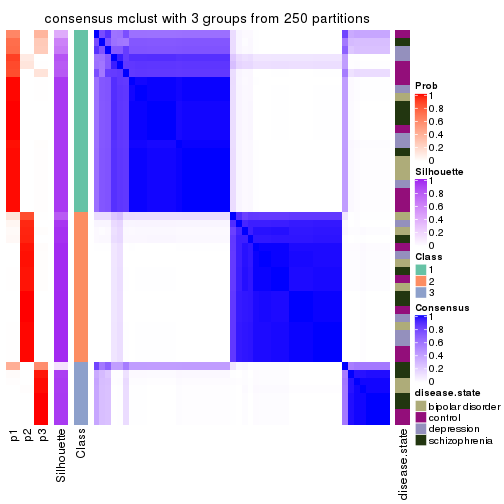 consensus mclust with 3 groups from 250 partitions
Prob
1
0.8
0.6
0.4
0.2
0
Silhouette
1
0.8
0.6
0.4
0.2
0
Class
1
2
3
Consensus
1
0.8
0.6
0.4
0.2
0
disease.state
bipolar disorder
control
depression
schizophrenia
p1
p2
p3
Silhouette
Class
disease.state